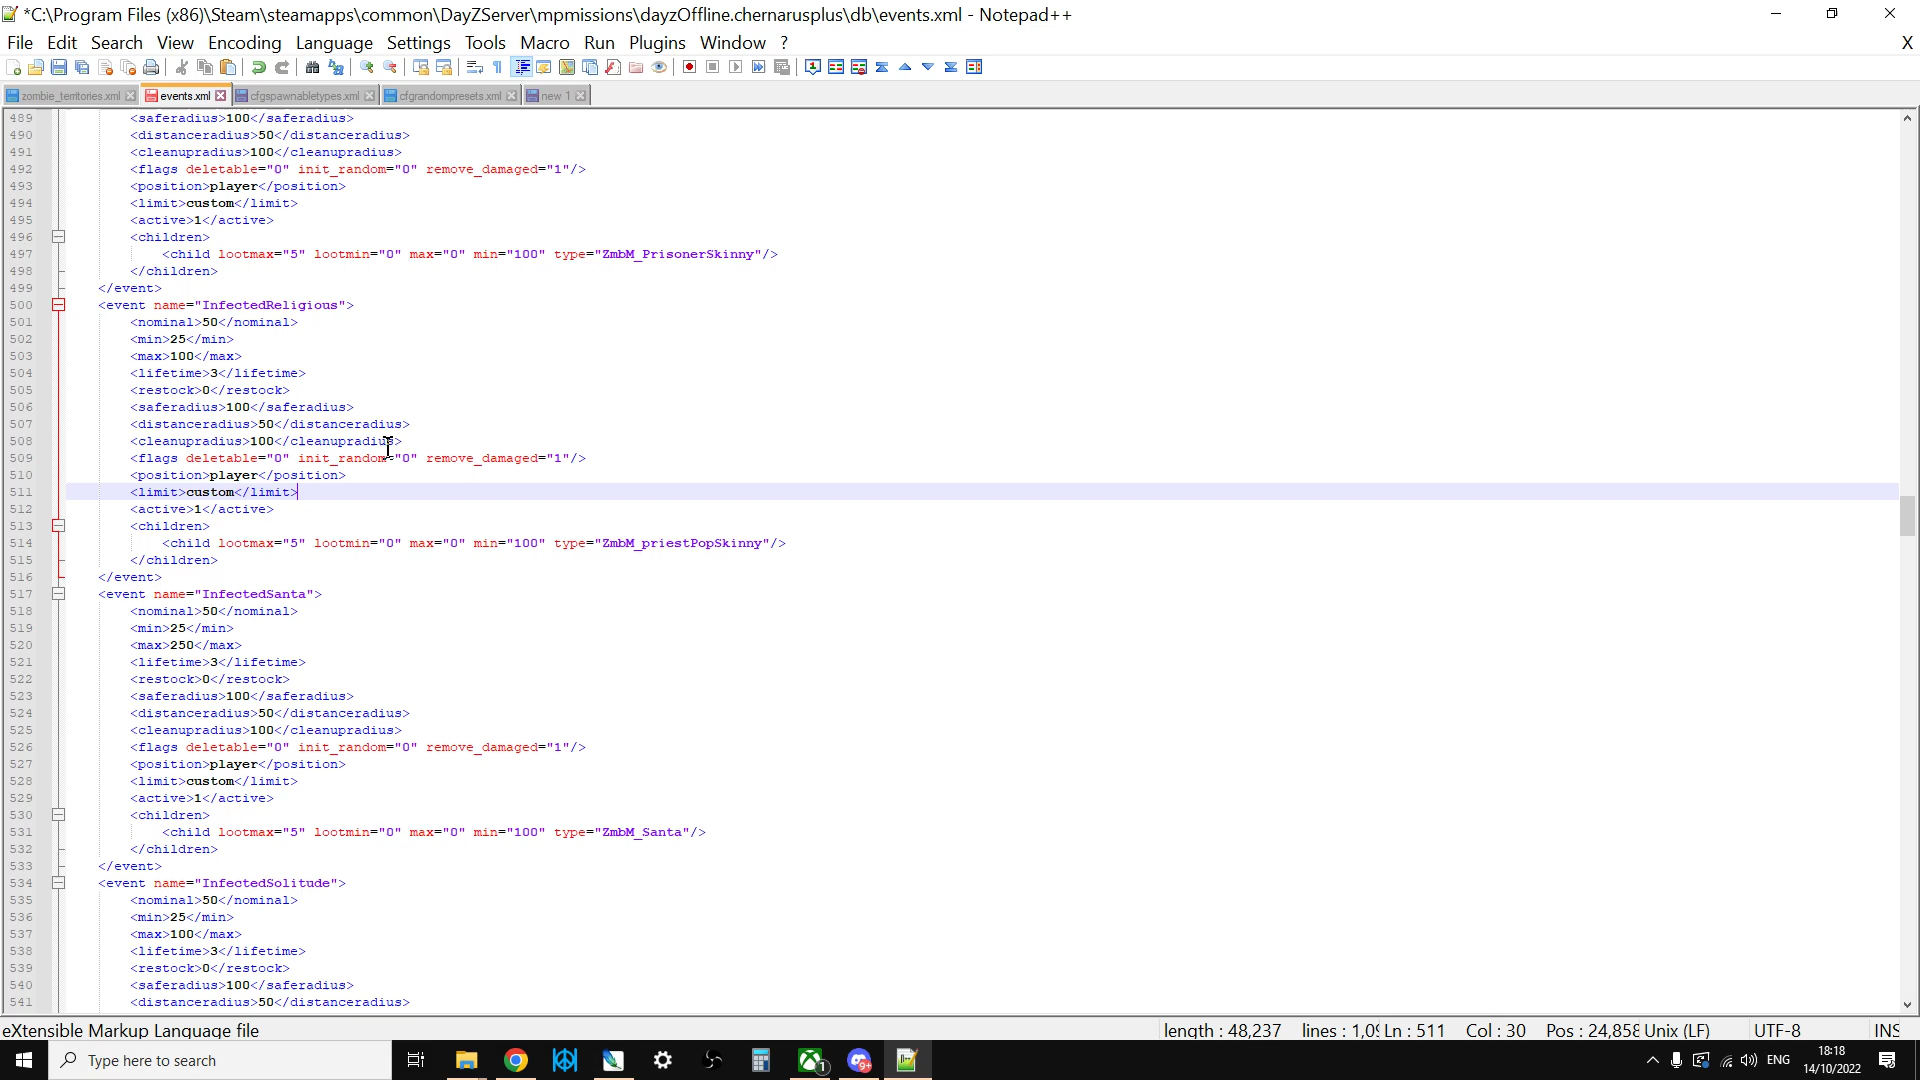 *C:\Program Files (x86)\Steam\steamapps\common\DayZServer\mpmissions\dayzOffline.chernarusplus\db\events.xml - Notepad++
File Edit Search View Encoding Language Settings Tools Macro Run Plugins Window ? X
zombie_territories.xml events.xml cfgspawnabletypes.xml cfgrandompresets.xml new 1
489 <saferadius>100</saferadius>
490 <distanceradius>50</distanceradius>
491 <cleanupradius>100</cleanupradius>
492 <flags deletable="0" init_random="0" remove_damaged="1"/>
493 <position>player</position>
494 <limit>custom</limit>
495 <active>1</active>
496 <children>
497 <child lootmax="5" lootmin="0" max="0" min="100" type="ZmbM_PrisonerSkinny"/>
498 </children>
499 </event>
500 <event name="InfectedReligious">
501 <nominal>50</nominal>
502 <min>25</min>
503 <max>100</max>
504 <lifetime>3</lifetime>
505 <restock>0</restock>
506 <saferadius>100</saferadius>
507 <distanceradius>50</distanceradius>
508 <cleanupradius>100</cleanupradius>
509 <flags deletable="0" init_random="0" remove_damaged="1"/>
510 <position>player</position>
511 <limit>custom</limit>
512 <active>1</active>
513 <children>
514 <child lootmax="5" lootmin="0" max="0" min="100" type="ZmbM_priestPopSkinny"/>
515 </children>
516 </event>
517 <event name="InfectedSanta">
518 <nominal>50</nominal>
519 <min>25</min>
520 <max>250</max>
521 <lifetime>3</lifetime>
522 <restock>0</restock>
523 <saferadius>100</saferadius>
524 <distanceradius>50</distanceradius>
525 <cleanupradius>100</cleanupradius>
526 <flags deletable="0" init_random="0" remove_damaged="1"/>
527 <position>player</position>
528 <limit>custom</limit>
529 <active>1</active>
530 <children>
531 <child lootmax="5" lootmin="0" max="0" min="100" type="ZmbM_Santa"/>
532 </children>
533 </event>
534 <event name="InfectedSolitude">
535 <nominal>50</nominal>
536 <min>25</min>
537 <max>100</max>
538 <lifetime>3</lifetime>
539 <restock>0</restock>
540 <saferadius>100</saferadius>
541 <distanceradius>50</distanceradius>
eXtensible Markup Language file length : 48,237 lines : 1,09 Ln : 511 Col : 30 Pos : 24,858 Unix (LF) UTF-8 INS
Type here to search 1 ENG 18:18
14/10/2022